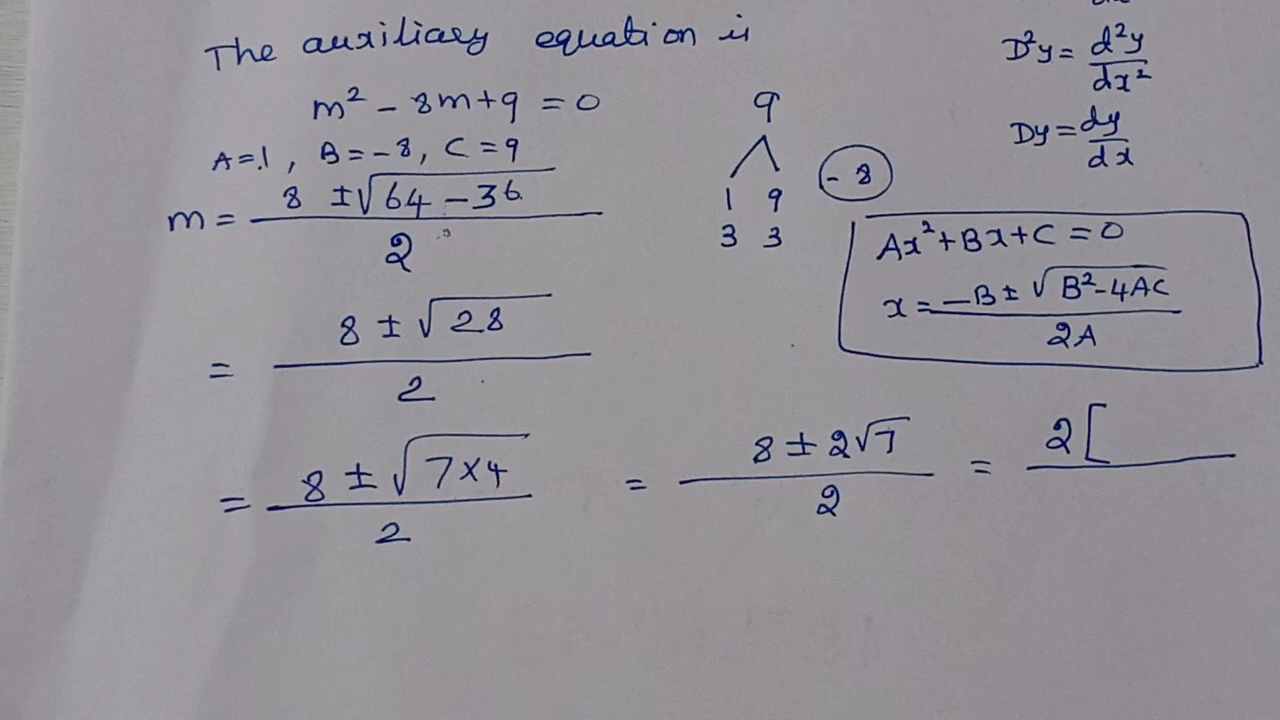 The auxiliary equation is
m² - 8m + 9 = 0
A = 1, B = -8, C = 9
m = (8 ± √(64 - 36)) / 2
= (8 ± √28) / 2
= (8 ± √(7 × 4)) / 2 = (8 ± 2√7) / 2 = 2[
9
1 9
3 3
-8
D²y = d²y/dx²
Dy = dy/dx
Ax² + Bx + C = 0
x = (-B ± √(B² - 4AC)) / 2A